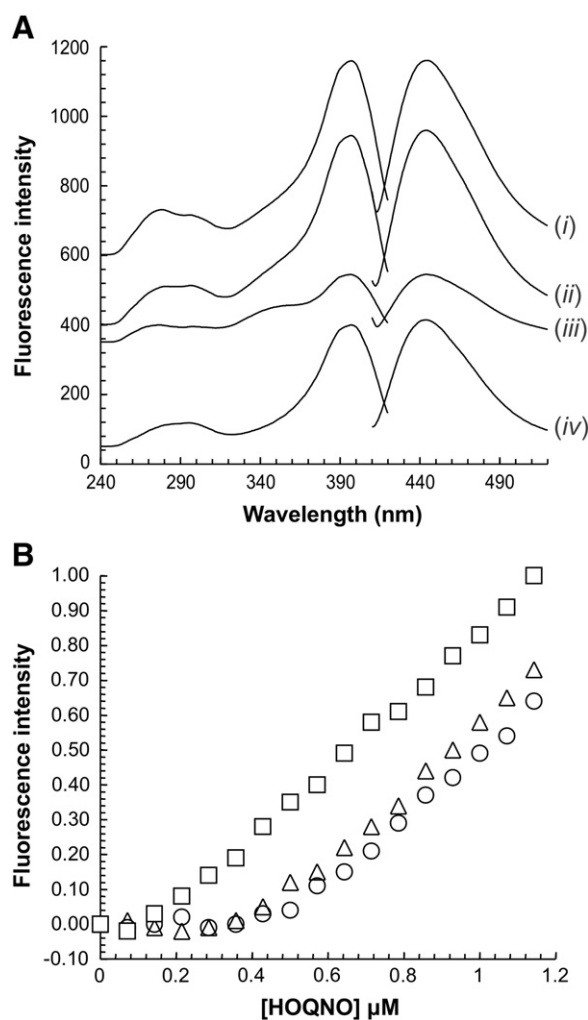 A
Fluorescence intensity
1200
1000
800
600
400
200
0
(i)
(ii)
(iii)
(iv)
240 290 340 390 440 490
Wavelength (nm)
B
Fluorescence intensity
1.00
0.90
0.80
0.70
0.60
0.50
0.40
0.30
0.20
0.10
0.00
-0.10
0 0.2 0.4 0.6 0.8 1 1.2
[HOQNO] µM